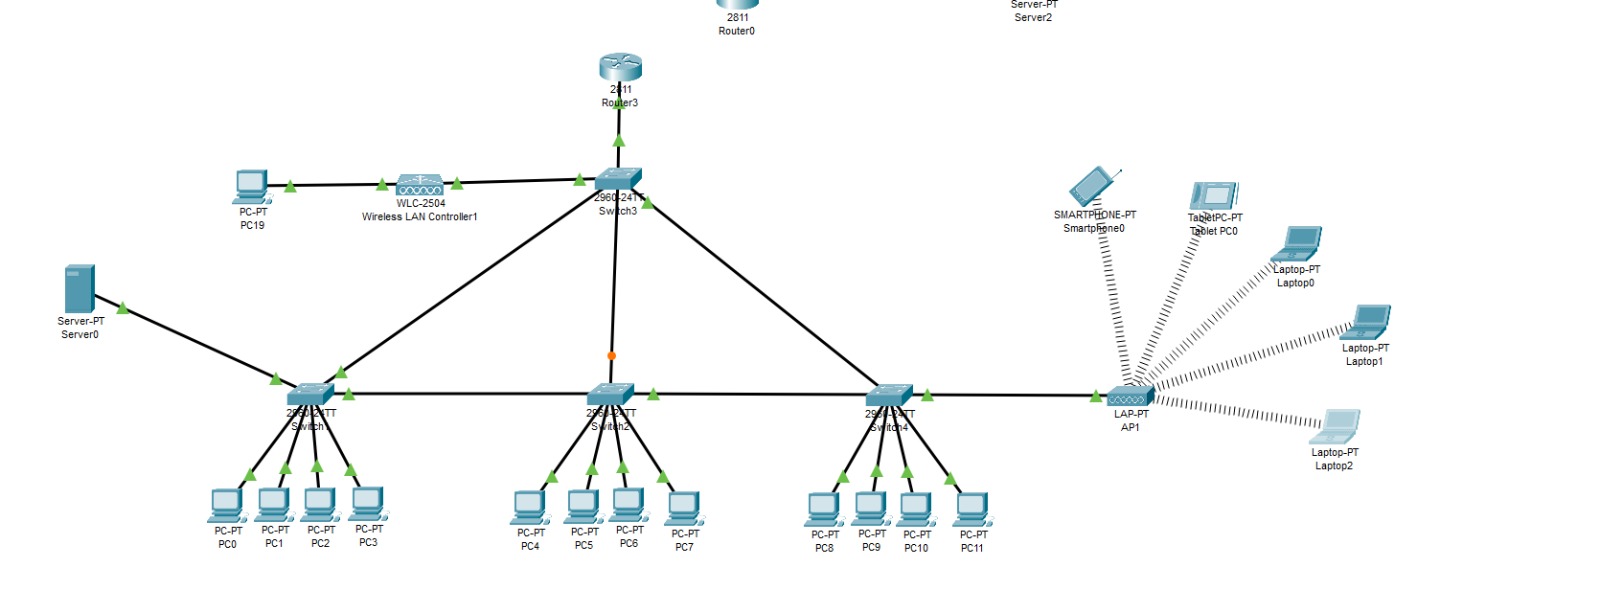 2811
Router0
Server-PT
Server2
2811
Router3
PC-PT
PC19
WLC-2504
Wireless LAN Controller1
2960-24TT
Switch3
SMARTPHONE-PT
Smartphone0
TabletPC-PT
Tablet PC0
Laptop-PT
Laptop0
Server-PT
Server0
Laptop-PT
Laptop1
2960-24TT
Switch1
2960-24TT
Switch2
2960-24TT
Switch4
LAP-PT
AP1
Laptop-PT
Laptop2
PC-PT
PC0
PC-PT
PC1
PC-PT
PC2
PC-PT
PC3
PC-PT
PC4
PC-PT
PC5
PC-PT
PC6
PC-PT
PC7
PC-PT
PC8
PC-PT
PC9
PC-PT
PC10
PC-PT
PC11